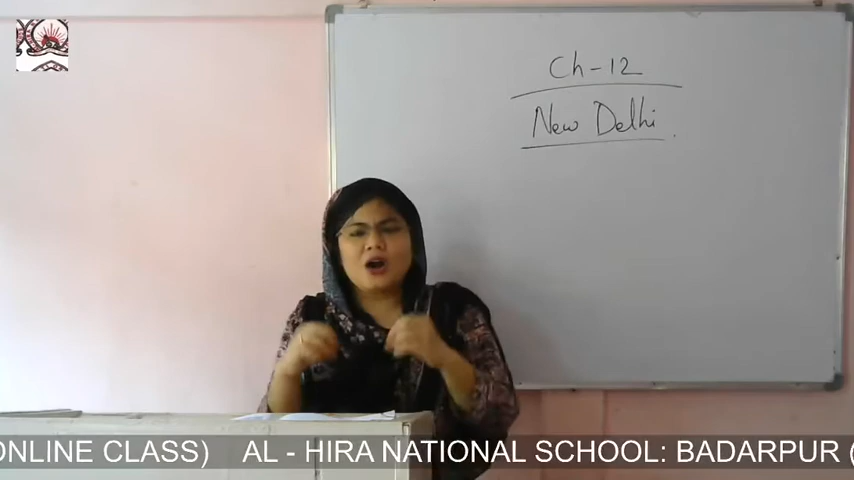 Ch-12
New Delhi.
ONLINE CLASS) AL - HIRA NATIONAL SCHOOL: BADARPUR (